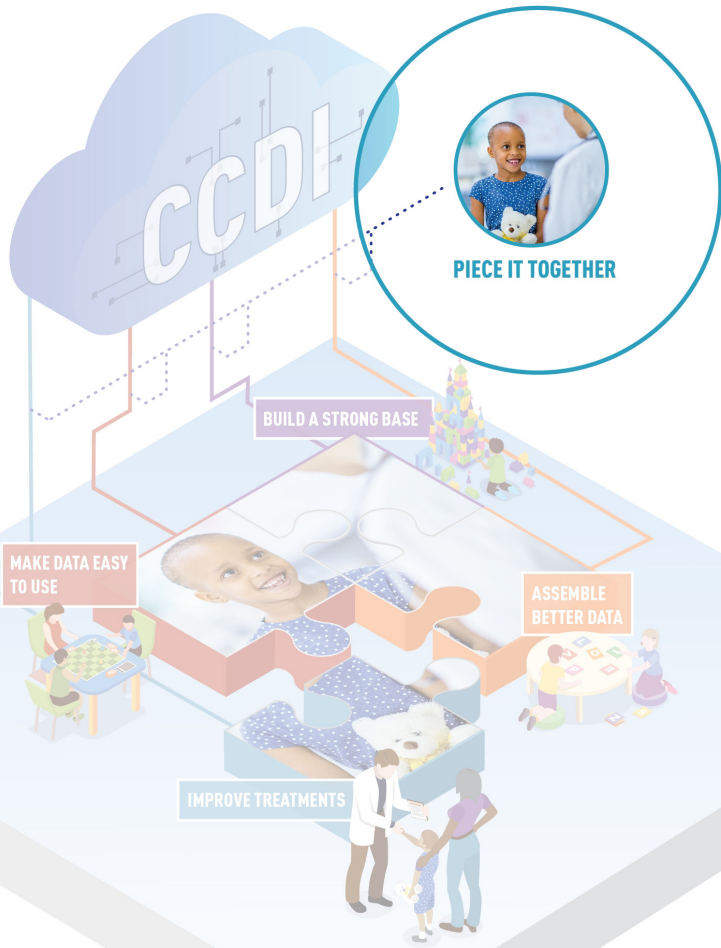 CCDI
PIECE IT TOGETHER
BUILD A STRONG BASE
MAKE DATA EASY
TO USE
ASSEMBLE
BETTER DATA
IMPROVE TREATMENTS